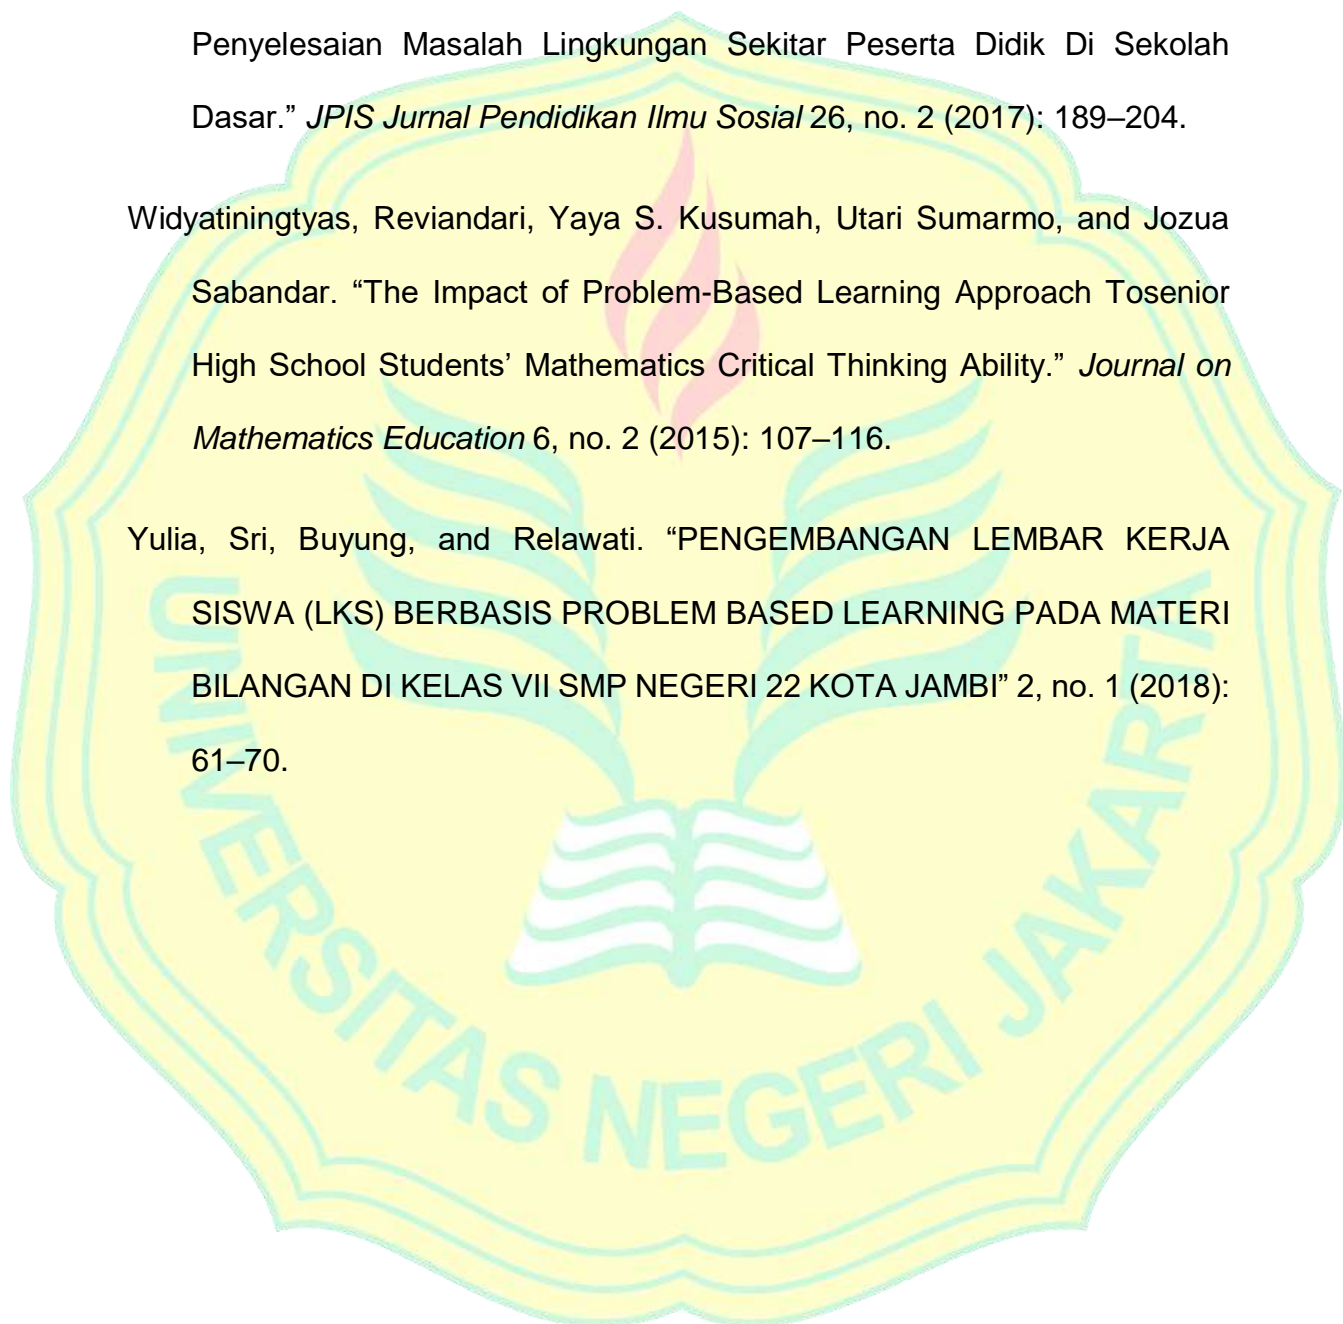 Penyelesaian Masalah Lingkungan Sekitar Peserta Didik Di Sekolah
Dasar.” JPIS Jurnal Pendidikan Ilmu Sosial 26, no. 2 (2017): 189–204.
Widyatiningtyas, Reviandari, Yaya S. Kusumah, Utari Sumarmo, and Jozua
Sabandar. “The Impact of Problem-Based Learning Approach Tosenior
High School Students’ Mathematics Critical Thinking Ability.” Journal on
Mathematics Education 6, no. 2 (2015): 107–116.
Yulia, Sri, Buyung, and Relawati. “PENGEMBANGAN LEMBAR KERJA
SISWA (LKS) BERBASIS PROBLEM BASED LEARNING PADA MATERI
BILANGAN DI KELAS VII SMP NEGERI 22 KOTA JAMBI” 2, no. 1 (2018):
61–70.
UNIVERSITAS NEGERI JAKARTA